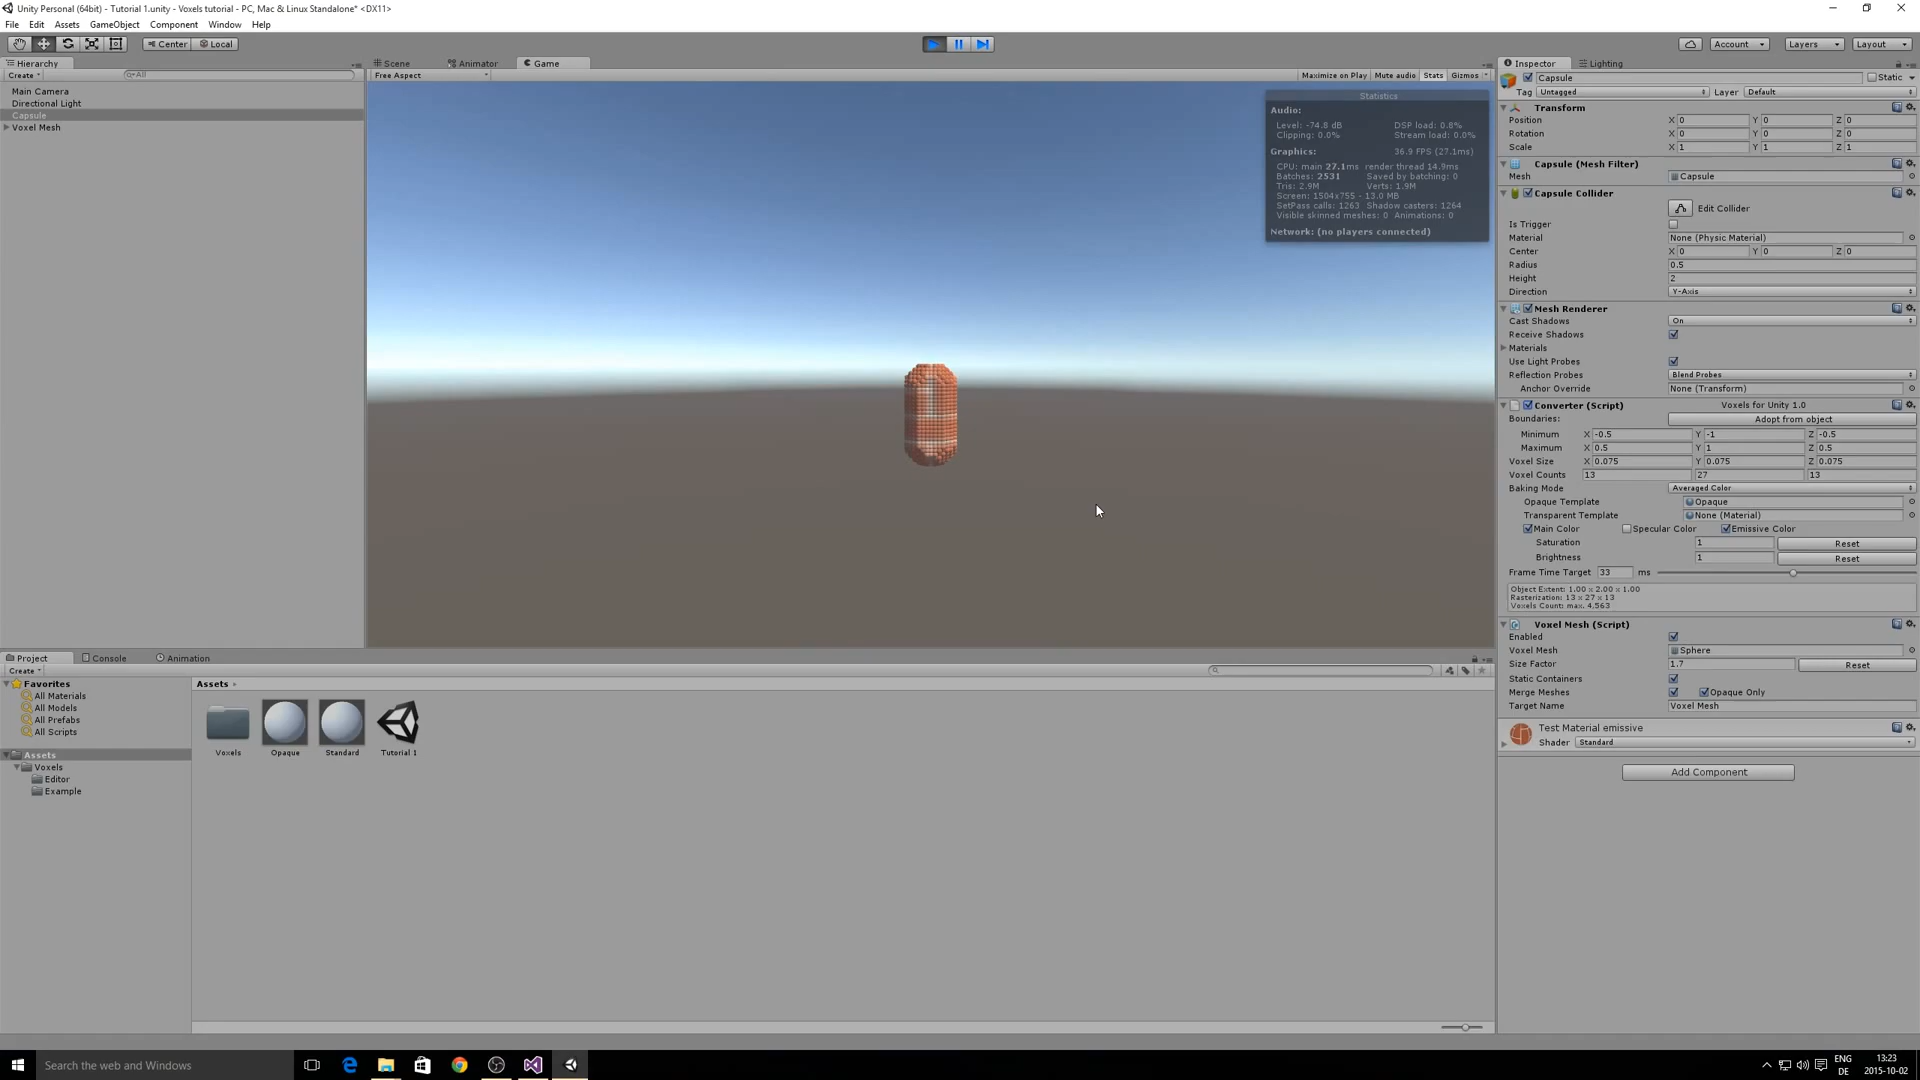 Unity Personal (64bit) - Tutorial 1.unity - Voxels tutorial - PC, Mac & Linux Standalone* <DX11>
File Edit Assets GameObject Component Window Help
Center Local Account Layers Layout
Hierarchy
Create All
Main Camera
Directional Light
Capsule
Voxel Mesh
Scene Animator Game
Free Aspect Maximize on Play Mute audio Stats Gizmos
Statistics
Audio:
Level: -74.8 dB DSP load: 0.8%
Clipping: 0.0% Stream load: 0.0%
Graphics: 36.9 FPS (27.1ms)
CPU: main 27.1ms render thread 14.9ms
Batches: 2531 Saved by batching: 0
Tris: 2.9M Verts: 1.9M
Screen: 1504x755 - 13.0 MB
SetPass calls: 1263 Shadow casters: 1264
Visible skinned meshes: 0 Animations: 0
Network: (no players connected)
Inspector Lighting
Capsule Static
Tag Untagged Layer Default
Transform
Position X 0 Y 0 Z 0
Rotation X 0 Y 0 Z 0
Scale X 1 Y 1 Z 1
Capsule (Mesh Filter)
Mesh Capsule
Capsule Collider
Edit Collider
Is Trigger
Material None (Physic Material)
Center X 0 Y 0 Z 0
Radius 0.5
Height 2
Direction Y-Axis
Mesh Renderer
Cast Shadows On
Receive Shadows
Materials
Use Light Probes
Reflection Probes Blend Probes
Anchor Override None (Transform)
Converter (Script) Voxels for Unity 1.0
Boundaries: Adopt from object
Minimum X -0.5 Y -1 Z -0.5
Maximum X 0.5 Y 1 Z 0.5
Voxel Size X 0.075 Y 0.075 Z 0.075
Voxel Counts 13 27 13
Baking Mode Averaged Color
Opaque Template Opaque
Transparent Template None (Material)
Main Color Specular Color Emissive Color
Saturation 1 Reset
Brightness 1 Reset
Frame Time Target 33 ms
Object Extent: 1.00 x 2.00 x 1.00
Rasterization: 13 x 27 x 13
Voxels Count: max. 4,563
Voxel Mesh (Script)
Enabled
Voxel Mesh Sphere
Size Factor 1.7 Reset
Static Containers
Merge Meshes Opaque Only
Target Name Voxel Mesh
Test Material emissive
Shader Standard
Add Component
Project Console Animation
Create
Favorites
All Materials
All Models
All Prefabs
All Scripts
Assets
Voxels
Editor
Example
Assets
Voxels Opaque Standard Tutorial 1
Search the web and Windows
ENG 13:23
DE 2015-10-02